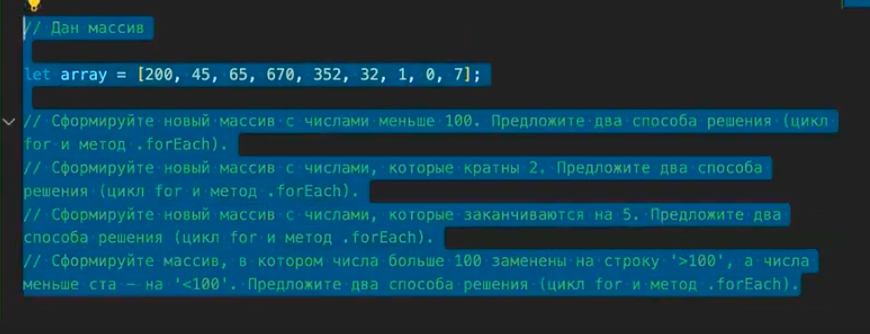 // Дан массив
let array = [200, 45, 65, 670, 352, 32, 1, 0, 7];
// Сформируйте новый массив с числами меньше 100. Предложите два способа решения (цикл
for и метод .forEach).
// Сформируйте новый массив с числами, которые кратны 2. Предложите два способа
решения (цикл for и метод .forEach).
// Сформируйте новый массив с числами, которые заканчиваются на 5. Предложите два
способа решения (цикл for и метод .forEach).
// Сформируйте массив, в котором числа больше 100 заменены на строку '>100', а числа
меньше ста — на '<100'. Предложите два способа решения (цикл for и метод .forEach).